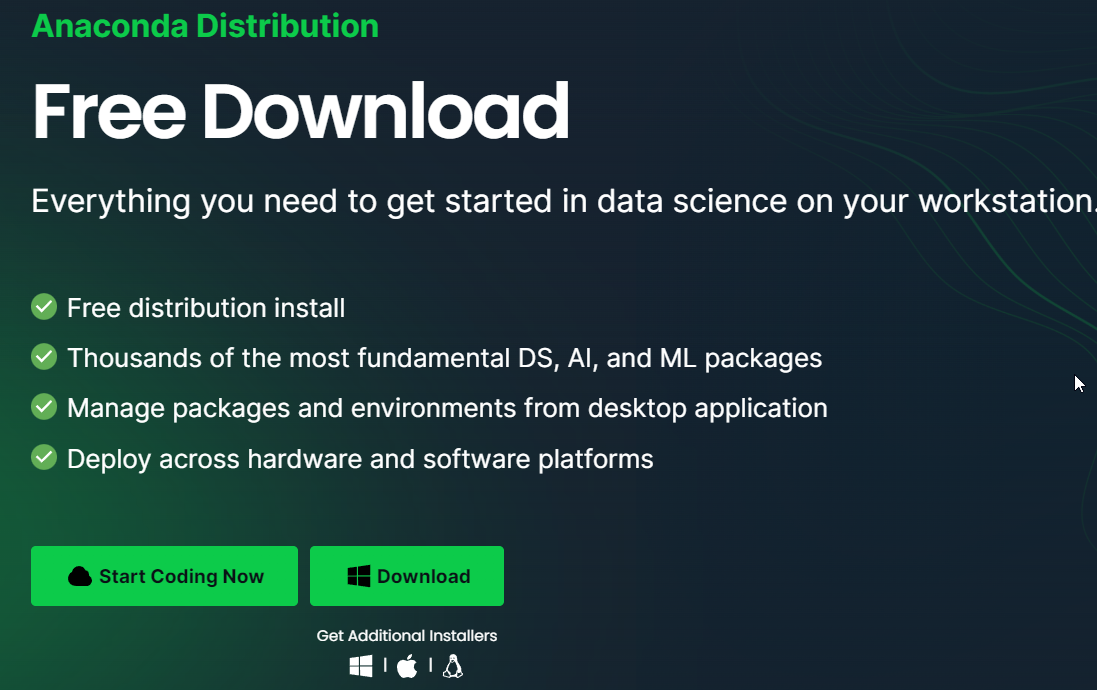 Anaconda Distribution
Free Download
Everything you need to get started in data science on your workstation.
Free distribution install
Thousands of the most fundamental DS, AI, and ML packages
Manage packages and environments from desktop application
Deploy across hardware and software platforms
Start Coding Now
Download
Get Additional Installers